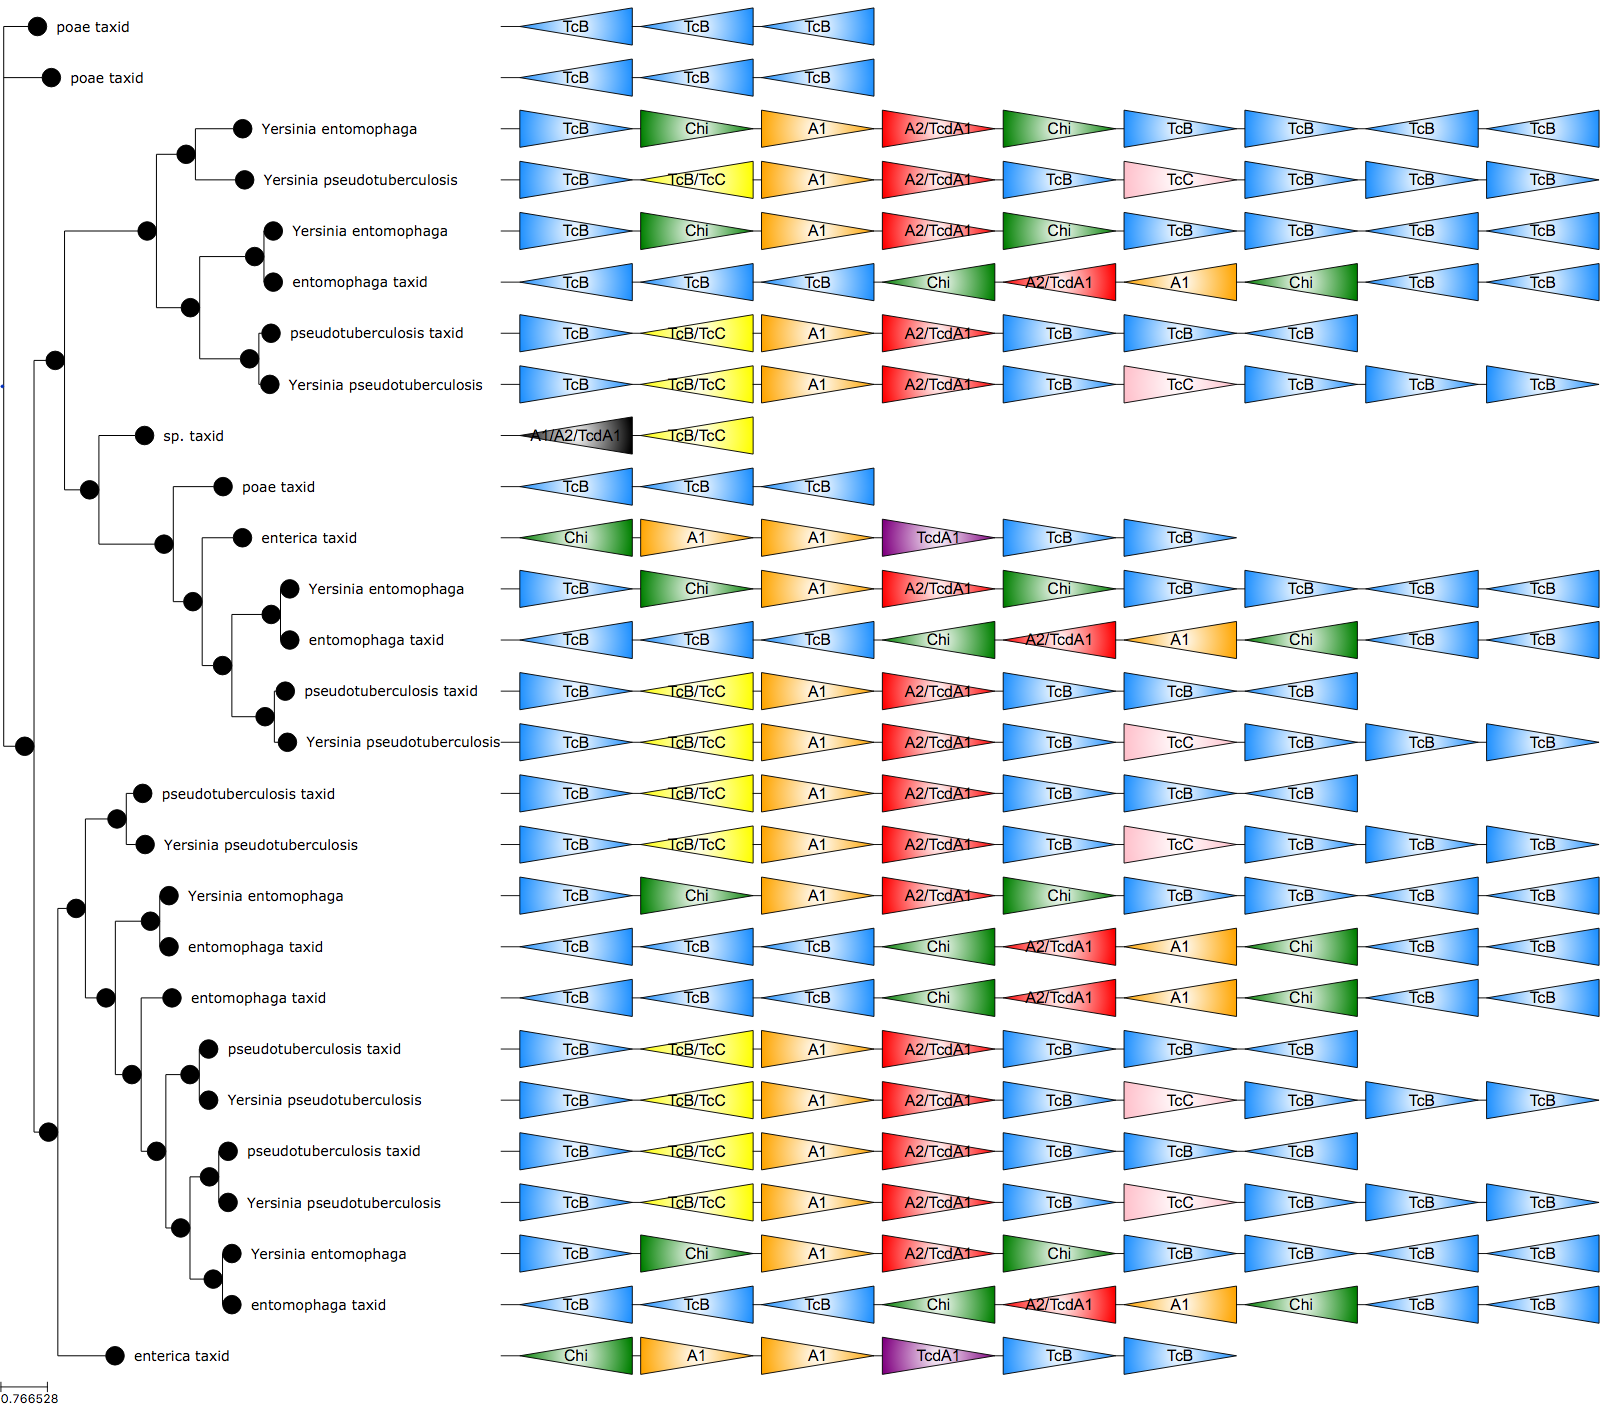 poae taxid TcB TcB TcB
poae taxid TcB TcB TcB
Yersinia entomophaga TcB Chi A1 A2/TcdA1 Chi TcB TcB TcB TcB
Yersinia pseudotuberculosis TcB TcB/TcC A1 A2/TcdA1 TcB TcC TcB TcB TcB
Yersinia entomophaga TcB Chi A1 A2/TcdA1 Chi TcB TcB TcB TcB
entomophaga taxid TcB TcB TcB Chi A2/TcdA1 A1 Chi TcB TcB
pseudotuberculosis taxid TcB TcB/TcC A1 A2/TcdA1 TcB TcB TcB
Yersinia pseudotuberculosis TcB TcB/TcC A1 A2/TcdA1 TcB TcC TcB TcB TcB
sp. taxid A1/A2/TcdA1 TcB/TcC
poae taxid TcB TcB TcB
enterica taxid Chi A1 A1 TcdA1 TcB TcB
Yersinia entomophaga TcB Chi A1 A2/TcdA1 Chi TcB TcB TcB TcB
entomophaga taxid TcB TcB TcB Chi A2/TcdA1 A1 Chi TcB TcB
pseudotuberculosis taxid TcB TcB/TcC A1 A2/TcdA1 TcB TcB TcB
Yersinia pseudotuberculosis TcB TcB/TcC A1 A2/TcdA1 TcB TcC TcB TcB TcB
pseudotuberculosis taxid TcB TcB/TcC A1 A2/TcdA1 TcB TcB TcB
Yersinia pseudotuberculosis TcB TcB/TcC A1 A2/TcdA1 TcB TcC TcB TcB TcB
Yersinia entomophaga TcB Chi A1 A2/TcdA1 Chi TcB TcB TcB TcB
entomophaga taxid TcB TcB TcB Chi A2/TcdA1 A1 Chi TcB TcB
entomophaga taxid TcB TcB TcB Chi A2/TcdA1 A1 Chi TcB TcB
pseudotuberculosis taxid TcB TcB/TcC A1 A2/TcdA1 TcB TcB TcB
Yersinia pseudotuberculosis TcB TcB/TcC A1 A2/TcdA1 TcB TcC TcB TcB TcB
pseudotuberculosis taxid TcB TcB/TcC A1 A2/TcdA1 TcB TcB TcB
Yersinia pseudotuberculosis TcB TcB/TcC A1 A2/TcdA1 TcB TcC TcB TcB TcB
Yersinia entomophaga TcB Chi A1 A2/TcdA1 Chi TcB TcB TcB TcB
entomophaga taxid TcB TcB TcB Chi A2/TcdA1 A1 Chi TcB TcB
enterica taxid Chi A1 A1 TcdA1 TcB TcB
0.766528